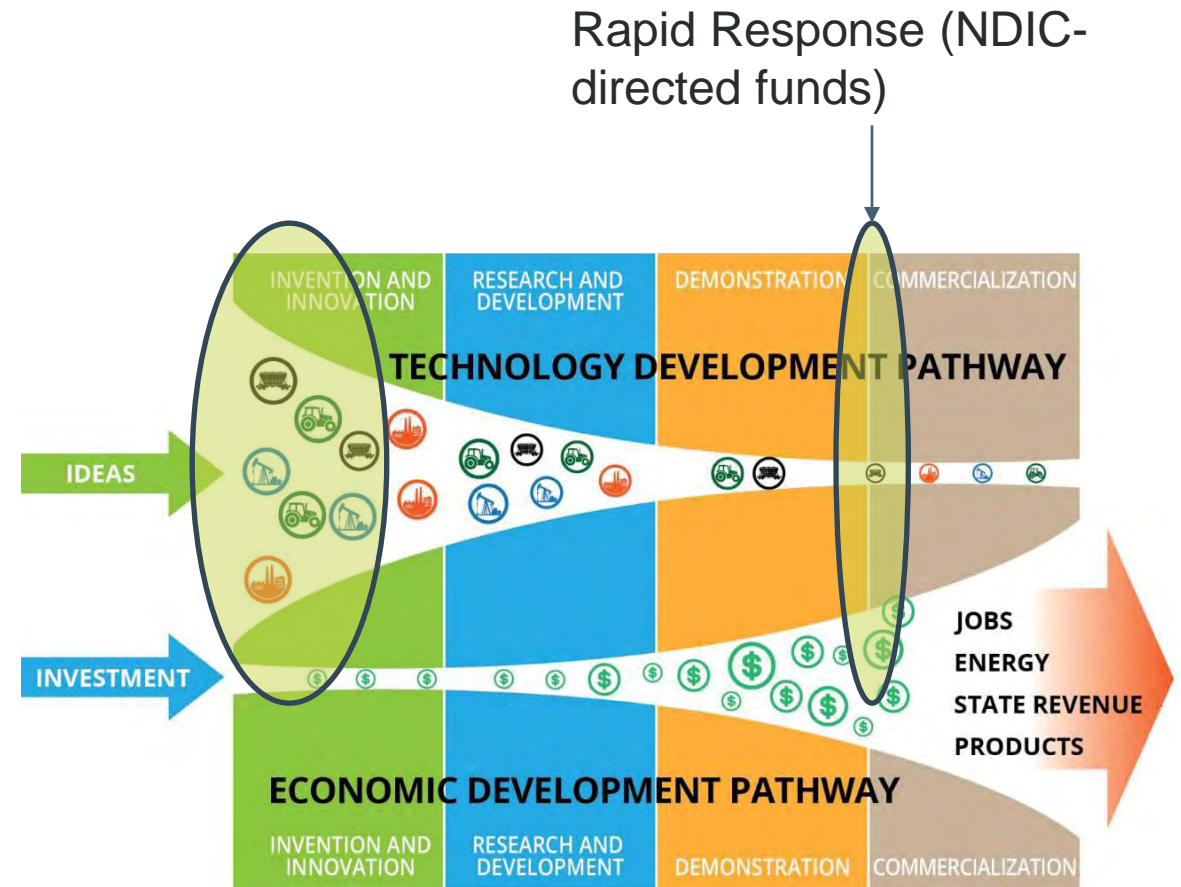 Rapid Response (NDIC-
directed funds)
INVENTION AND
INNOVATION
RESEARCH AND
DEVELOPMENT
DEMONSTRATION
COMMERCIALIZATION
TECHNOLOGY DEVELOPMENT PATHWAY
IDEAS
INVESTMENT
$ $ $ $ $ $ $ $ $ $ $ $ $ $ $ $ $ $
JOBS
ENERGY
STATE REVENUE
PRODUCTS
ECONOMIC DEVELOPMENT PATHWAY
INVENTION AND
INNOVATION
RESEARCH AND
DEVELOPMENT
DEMONSTRATION
COMMERCIALIZATION